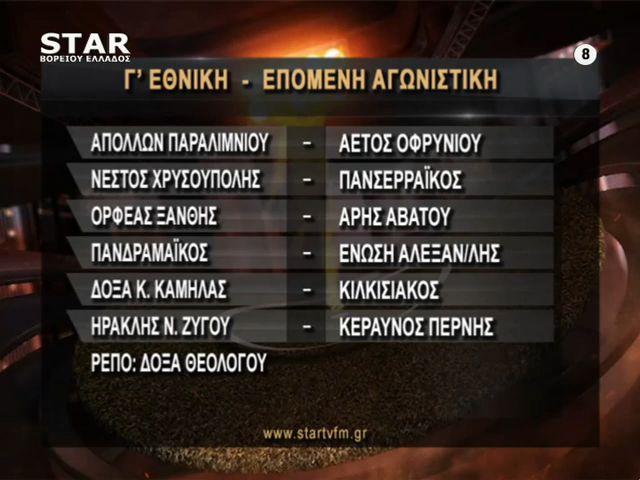 STAR
ΒΟΡΕΙΟΥ ΕΛΛΑΔΟΣ
8
Γ' ΕΘΝΙΚΗ - ΕΠΟΜΕΝΗ ΑΓΩΝΙΣΤΙΚΗ
ΑΠΟΛΛΩΝ ΠΑΡΑΛΙΜΝΙΟΥ - ΑΕΤΟΣ ΟΦΡΥΝΙΟΥ
ΝΕΣΤΟΣ ΧΡΥΣΟΥΠΟΛΗΣ - ΠΑΝΣΕΡΡΑΪΚΟΣ
ΟΡΦΕΑΣ ΞΑΝΘΗΣ - ΑΡΗΣ ΑΒΑΤΟΥ
ΠΑΝΔΡΑΜΑΪΚΟΣ - ΕΝΩΣΗ ΑΛΕΞΑΝ/ΛΗΣ
ΔΟΞΑ Κ. ΚΑΜΗΛΑΣ - ΚΙΛΚΙΣΙΑΚΟΣ
ΗΡΑΚΛΗΣ Ν. ΖΥΓΟΥ - ΚΕΡΑΥΝΟΣ ΠΕΡΝΗΣ
ΡΕΠΟ: ΔΟΞΑ ΘΕΟΛΟΓΟΥ
www.startvfm.gr